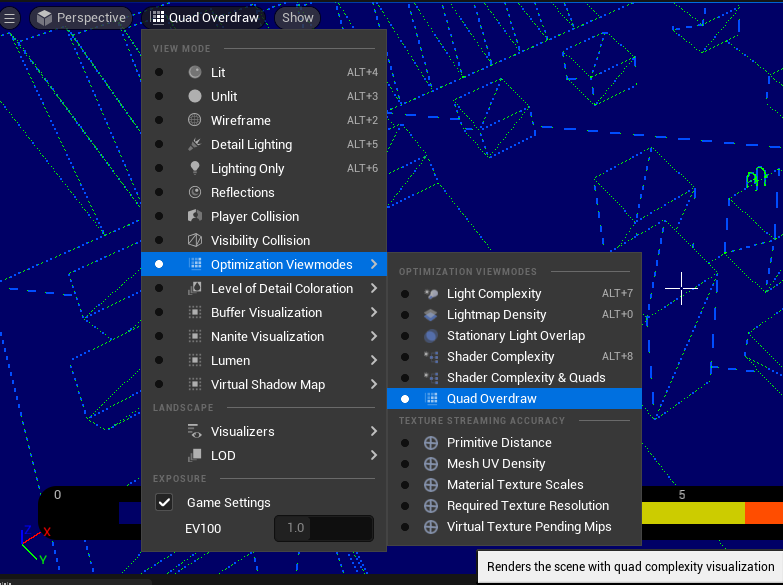 Perspective Quad Overdraw Show
VIEW MODE
Lit ALT+4
Unlit ALT+3
Wireframe ALT+2
Detail Lighting ALT+5
Lighting Only ALT+6
Reflections
Player Collision
Visibility Collision
Optimization Viewmodes
Level of Detail Coloration
Buffer Visualization
Nanite Visualization
Lumen
Virtual Shadow Map
LANDSCAPE
Visualizers
LOD
EXPOSURE
Game Settings
EV100 1.0
OPTIMIZATION VIEWMODES
Light Complexity ALT+7
Lightmap Density ALT+0
Stationary Light Overlap
Shader Complexity ALT+8
Shader Complexity & Quads
Quad Overdraw
TEXTURE STREAMING ACCURACY
Primitive Distance
Mesh UV Density
Material Texture Scales
Required Texture Resolution
Virtual Texture Pending Mips
0 5
X
Y
Renders the scene with quad complexity visualization